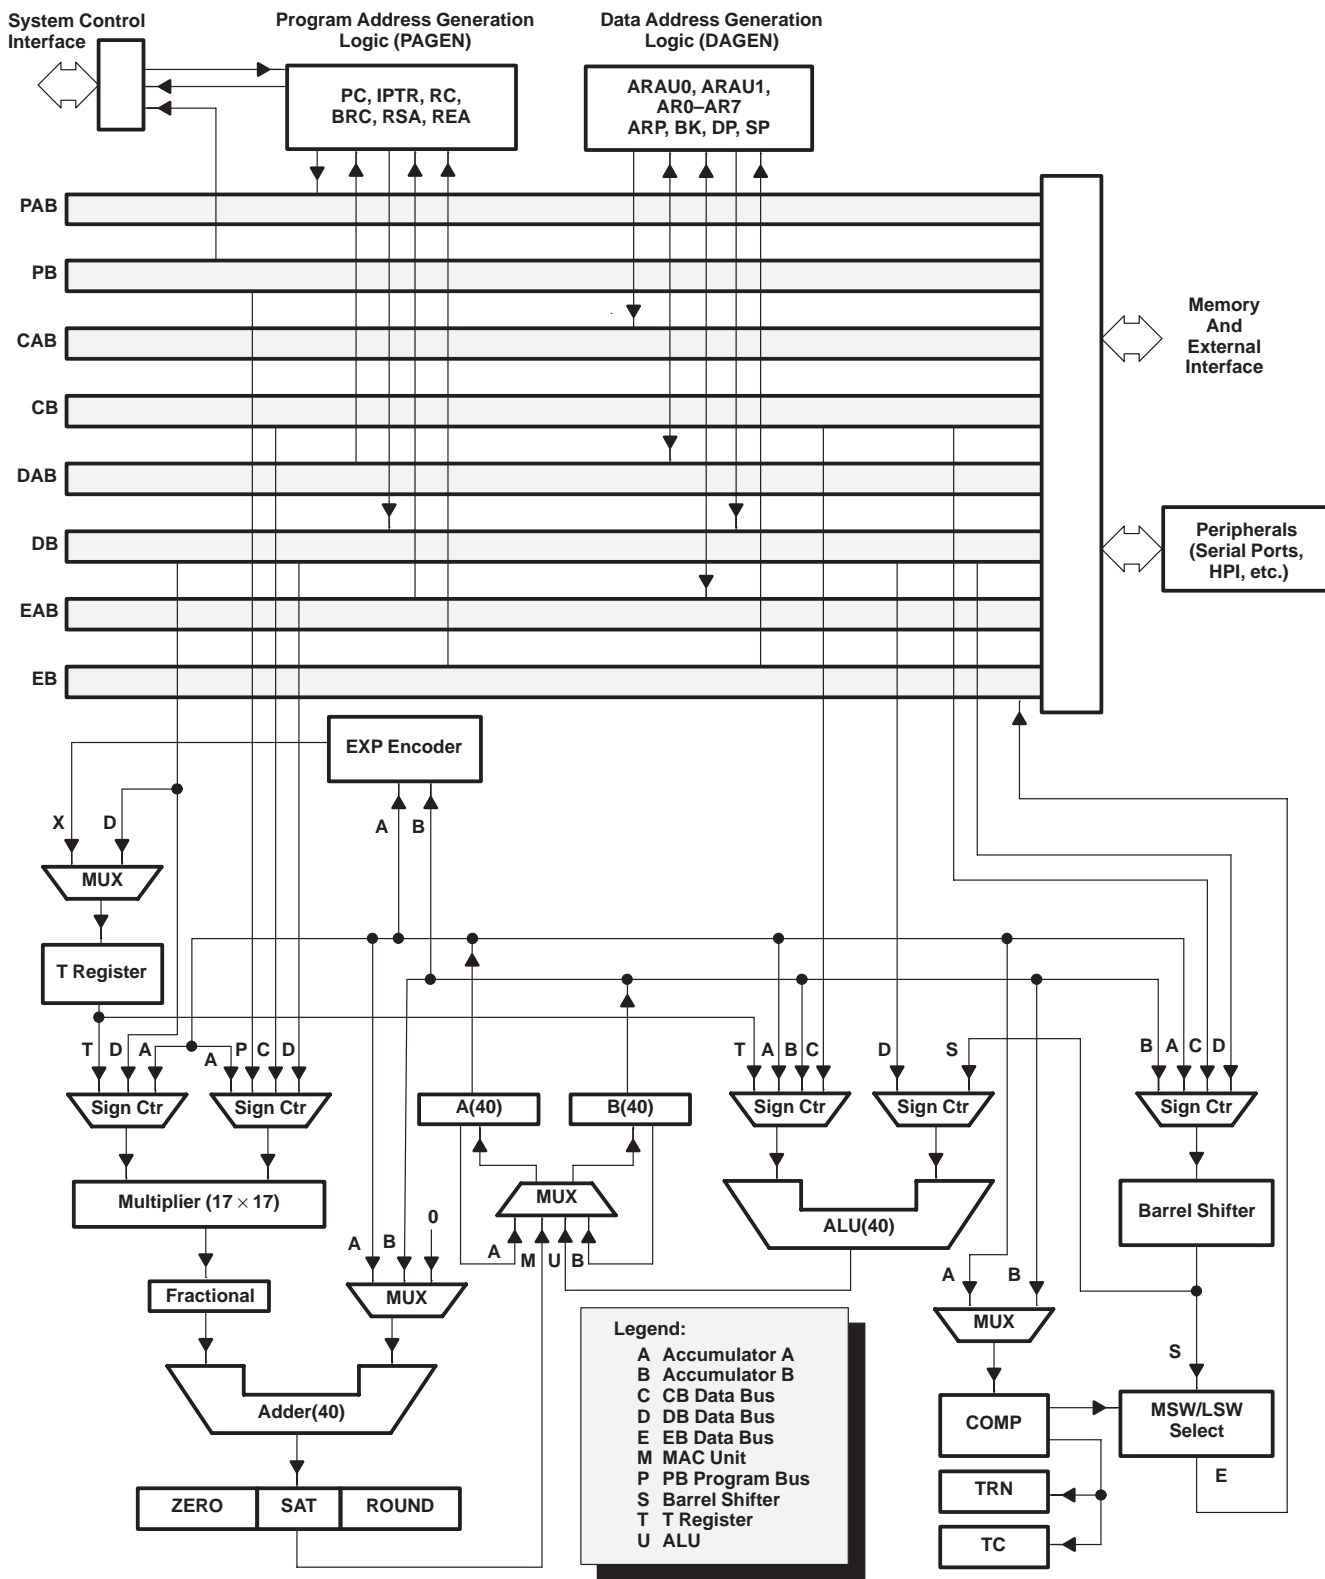 System Control
Interface
Program Address Generation
Logic (PAGEN)
Data Address Generation
Logic (DAGEN)
PC, IPTR, RC,
BRC, RSA, REA
ARAU0, ARAU1,
AR0–AR7
ARP, BK, DP, SP
PAB
PB
CAB
CB
DAB
DB
EAB
EB
Memory
And
External
Interface
Peripherals
(Serial Ports,
HPI, etc.)
EXP Encoder
X
D
A
B
MUX
T Register
T
D
A
A
P
C
D
T
A
B
C
D
S
B
A
C
D
Sign Ctr
Sign Ctr
A(40)
B(40)
Sign Ctr
Sign Ctr
Sign Ctr
Multiplier (17 × 17)
MUX
ALU(40)
Barrel Shifter
A
B
0
A
M
U
B
Fractional
MUX
A
B
MUX
S
Adder(40)
COMP
MSW/LSW
Select
E
ZERO
SAT
ROUND
TRN
TC
Legend:
A Accumulator A
B Accumulator B
C CB Data Bus
D DB Data Bus
E EB Data Bus
M MAC Unit
P PB Program Bus
S Barrel Shifter
T T Register
U ALU